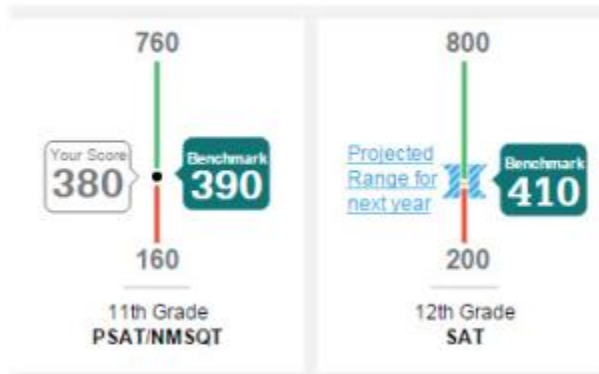 760
Your Score
380
Benchmark
390
160
11th Grade
PSAT/NMSQT
800
Projected
Range for
next year
Benchmark
410
200
12th Grade
SAT